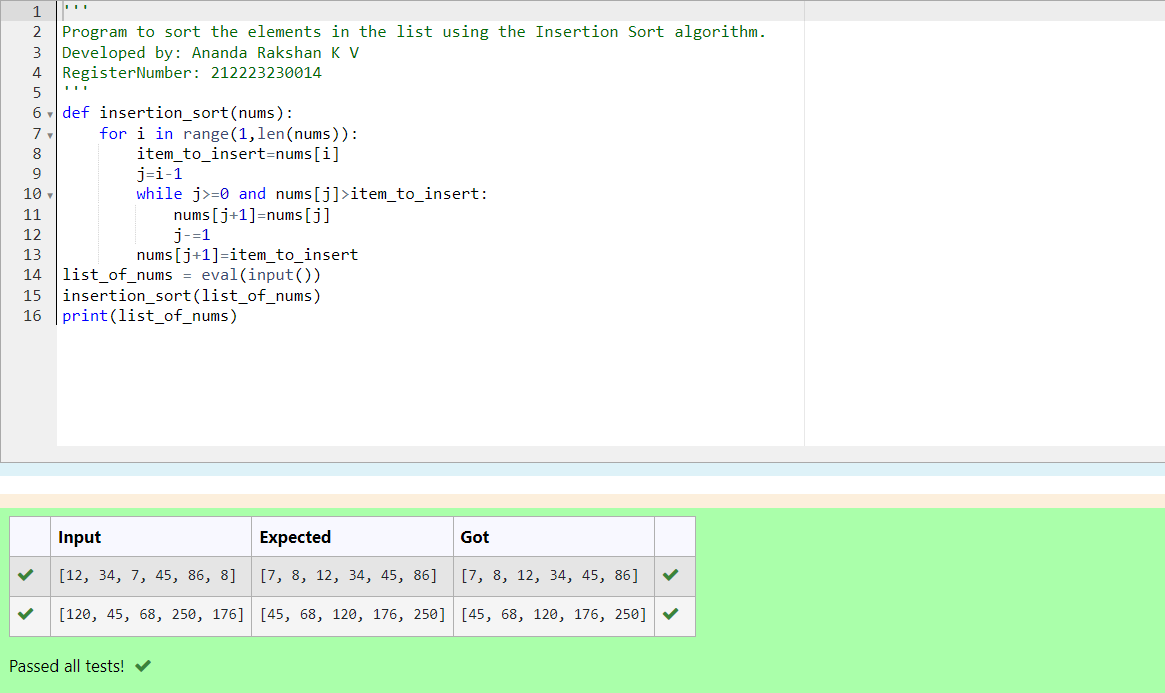 1 '''
2 Program to sort the elements in the list using the Insertion Sort algorithm.
3 Developed by: Ananda Rakshan K V
4 RegisterNumber: 212223230014
5 '''
6 def insertion_sort(nums):
7     for i in range(1,len(nums)):
8         item_to_insert=nums[i]
9         j=i-1
10         while j>=0 and nums[j]>item_to_insert:
11             nums[j+1]=nums[j]
12             j-=1
13         nums[j+1]=item_to_insert
14 list_of_nums = eval(input())
15 insertion_sort(list_of_nums)
16 print(list_of_nums)
Input Expected Got
[12, 34, 7, 45, 86, 8] [7, 8, 12, 34, 45, 86] [7, 8, 12, 34, 45, 86]
[120, 45, 68, 250, 176] [45, 68, 120, 176, 250] [45, 68, 120, 176, 250]
Passed all tests!